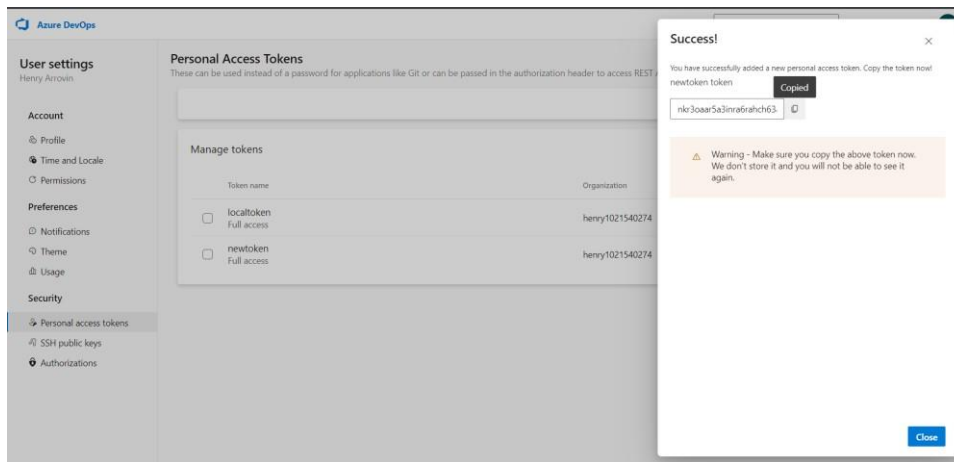 Azure DevOps
User settings
Henry Arrovin
Account
Profile
Time and Locale
Permissions
Preferences
Notifications
Theme
Usage
Security
Personal access tokens
SSH public keys
Authorizations
Personal Access Tokens
These can be used instead of a password for applications like Git or can be passed in the authorization header to access REST
Manage tokens
Token name
Organization
localtoken
Full access
henry1021540274
newtoken
Full access
henry1021540274
Success!
You have successfully added a new personal access token. Copy the token now!
newtoken token
Copied
nkr3oaar5a3inra6rahch63
Warning - Make sure you copy the above token now.
We don't store it and you will not be able to see it
again.
Close